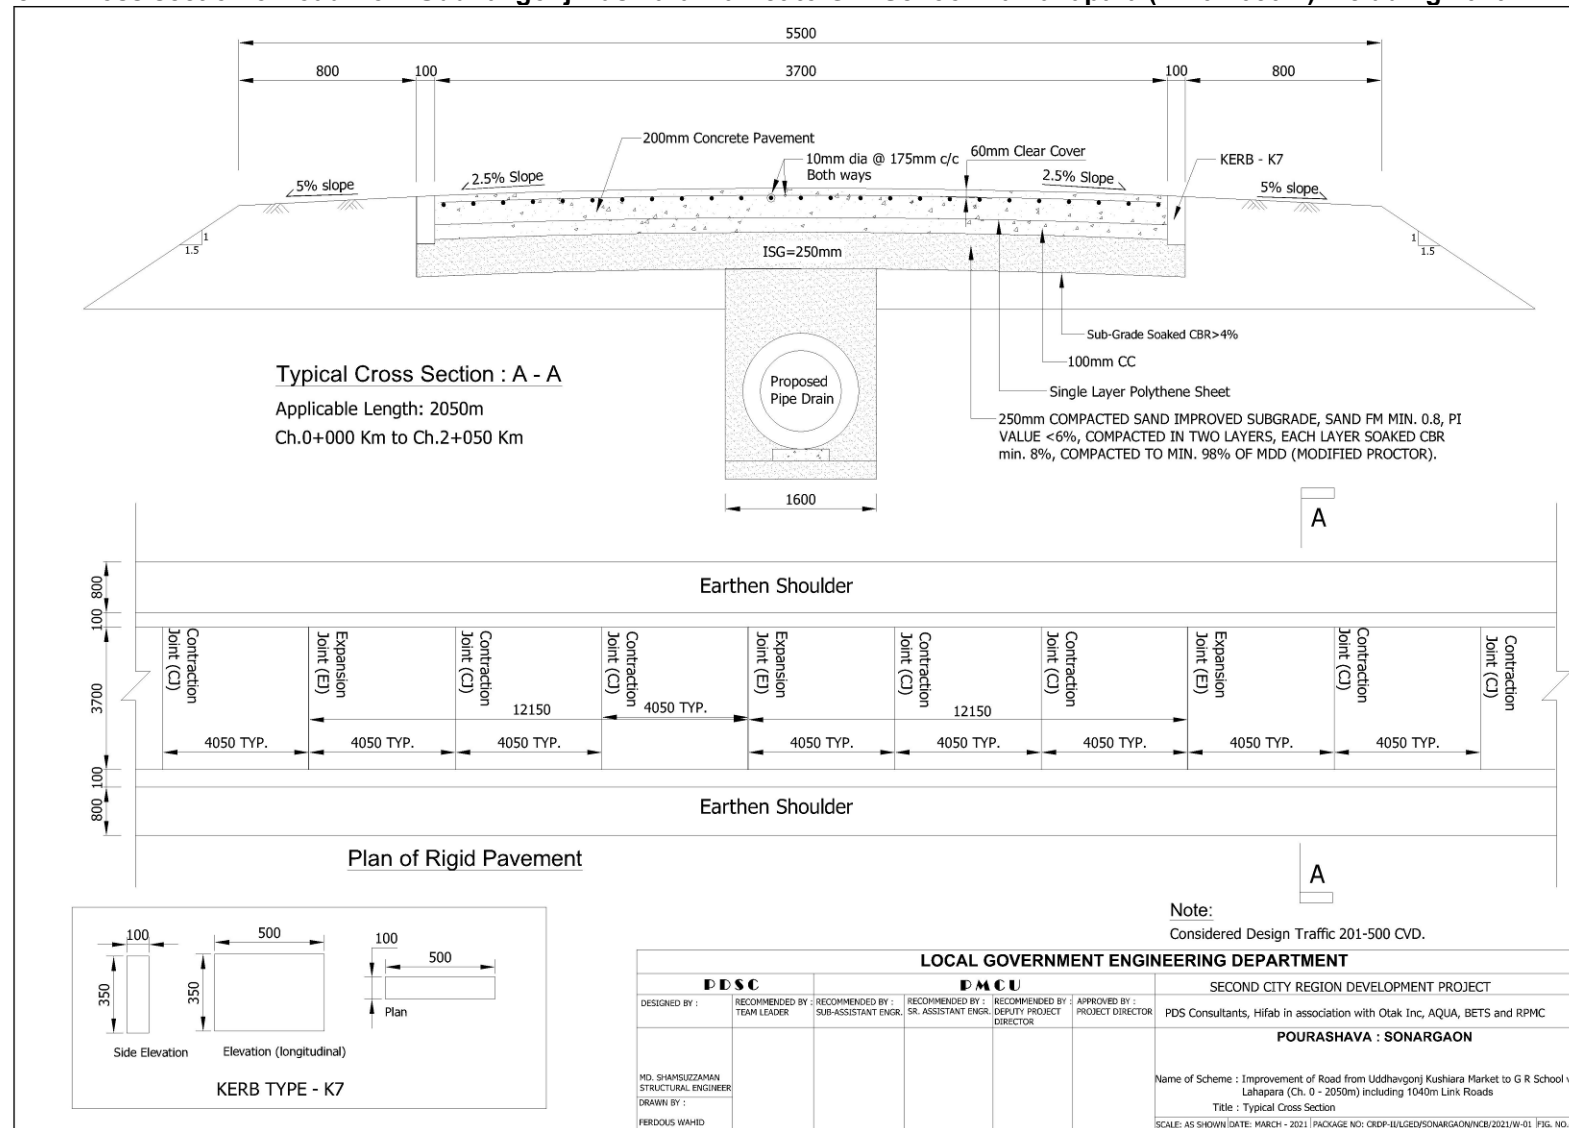 5500
800 100 3700 100 800
200mm Concrete Pavement
10mm dia @ 175mm c/c
Both ways
60mm Clear Cover
KERB - K7
5% slope
2.5% Slope
2.5% Slope
5% slope
1
1.5
1
1.5
ISG=250mm
Sub-Grade Soaked CBR>4%
100mm CC
Single Layer Polythene Sheet
250mm COMPACTED SAND IMPROVED SUBGRADE, SAND FM MIN. 0.8, PI
VALUE <6%, COMPACTED IN TWO LAYERS, EACH LAYER SOAKED CBR
min. 8%, COMPACTED TO MIN. 98% OF MDD (MODIFIED PROCTOR).
Proposed
Pipe Drain
1600
Typical Cross Section : A - A
Applicable Length: 2050m
Ch.0+000 Km to Ch.2+050 Km
A
800
100
3700
100
800
Earthen Shoulder
Contraction
Joint (CJ)
Expansion
Joint (EJ)
Contraction
Joint (CJ)
Contraction
Joint (CJ)
Expansion
Joint (EJ)
Contraction
Joint (CJ)
Contraction
Joint (CJ)
Expansion
Joint (EJ)
Contraction
Joint (CJ)
Contraction
Joint (CJ)
12150 4050 TYP. 12150
4050 TYP. 4050 TYP. 4050 TYP. 4050 TYP. 4050 TYP. 4050 TYP. 4050 TYP. 4050 TYP.
Earthen Shoulder
Plan of Rigid Pavement
A
100
350
Side Elevation
500
350
Elevation (longitudinal)
100
500
Plan
KERB TYPE - K7
Note:
Considered Design Traffic 201-500 CVD.
LOCAL GOVERNMENT ENGINEERING DEPARTMENT
PDSC
PMCU
SECOND CITY REGION DEVELOPMENT PROJECT
DESIGNED BY :
RECOMMENDED BY :
TEAM LEADER
RECOMMENDED BY :
SUB-ASSISTANT ENGR.
RECOMMENDED BY :
SR. ASSISTANT ENGR.
RECOMMENDED BY :
DEPUTY PROJECT
DIRECTOR
APPROVED BY :
PROJECT DIRECTOR
PDS Consultants, Hifab in association with Otak Inc, AQUA, BETS and RPMC
POURASHAVA : SONARGAON
MD. SHAMSUZZAMAN
STRUCTURAL ENGINEER
DRAWN BY :
FERDOUS WAHID
Name of Scheme : Improvement of Road from Uddhavgonj Kushiara Market to G R School
Lahapara (Ch. 0 - 2050m) including 1040m Link Roads
Title : Typical Cross Section
SCALE: AS SHOWN DATE: MARCH - 2021 PACKAGE NO: CRDP-II/LGED/SONARGAON/NCB/2021/W-01 FIG. NO.